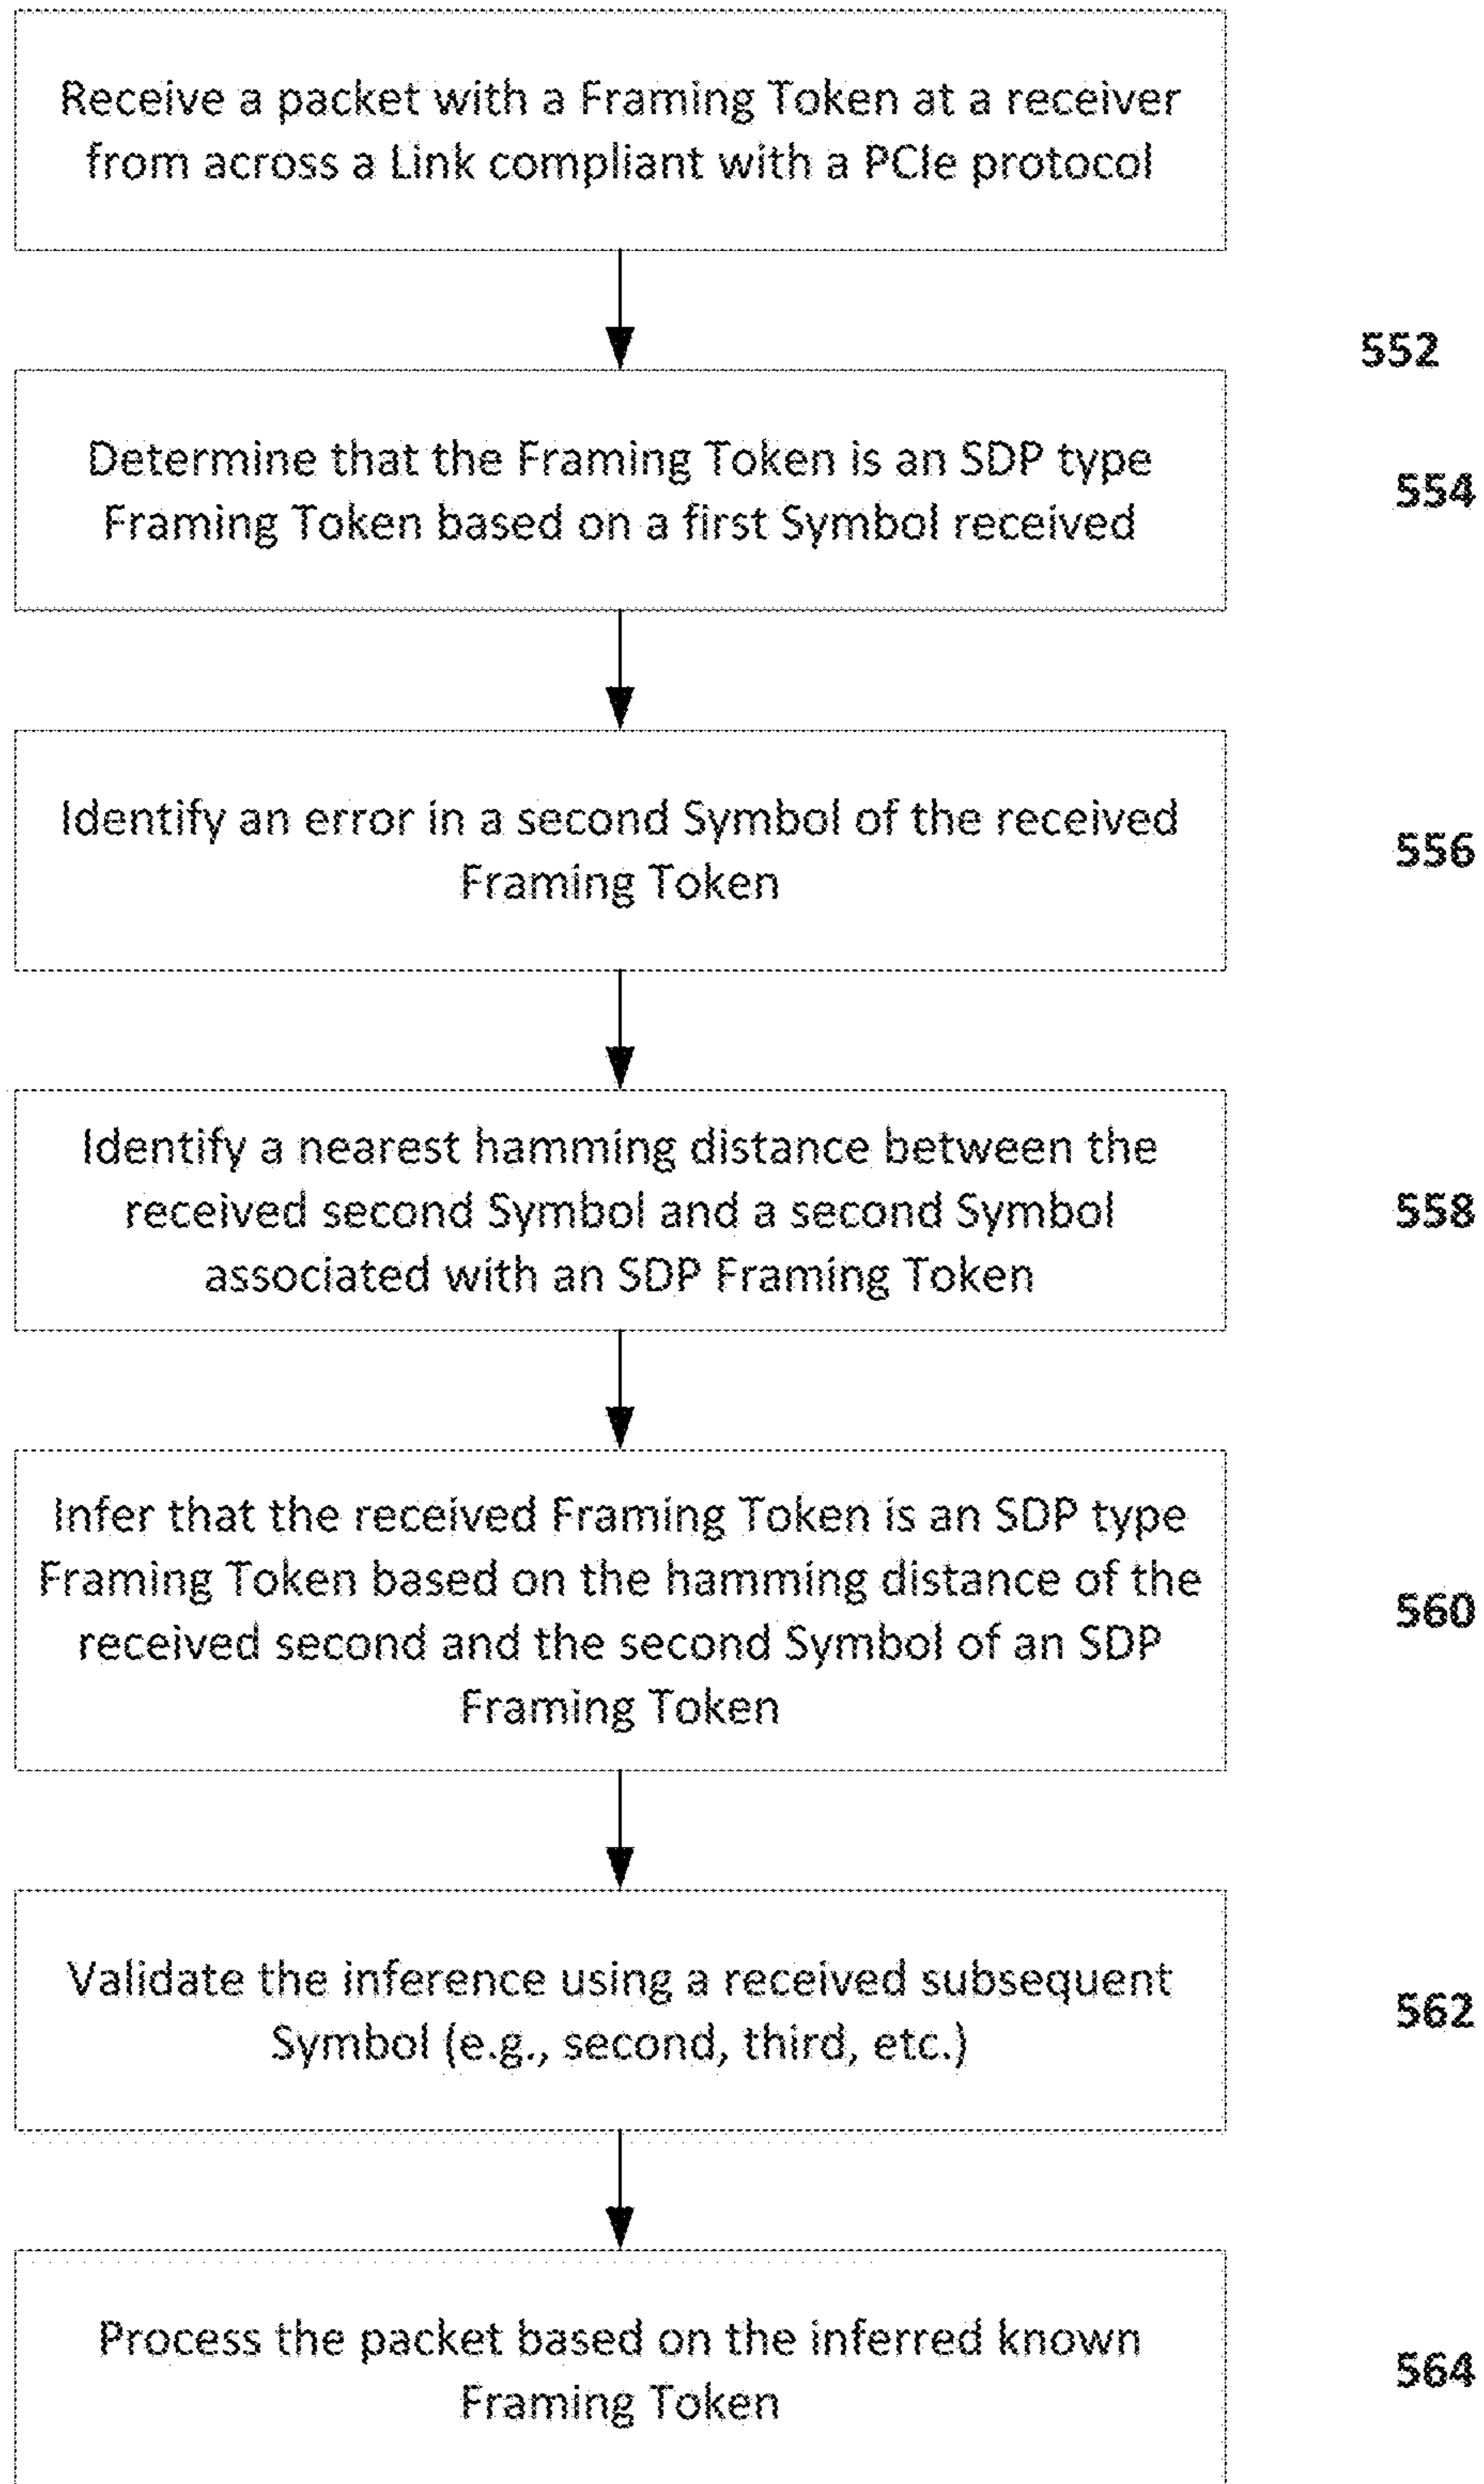 Receive a packet with a Framing Token at a receiver
from across a Link compliant with a PCIe protocol
552
Determine that the Framing Token is an SDP type
Framing Token based on a first Symbol received
554
Identify an error in a second Symbol of the received
Framing Token
556
Identify a nearest hamming distance between the
received second Symbol and a second Symbol
associated with an SDP Framing Token
558
Infer that the received Framing Token is an SDP type
Framing Token based on the hamming distance of the
received second and the second Symbol of an SDP
Framing Token
560
Validate the inference using a received subsequent
Symbol (e.g., second, third, etc.)
562
Process the packet based on the inferred known
Framing Token
564